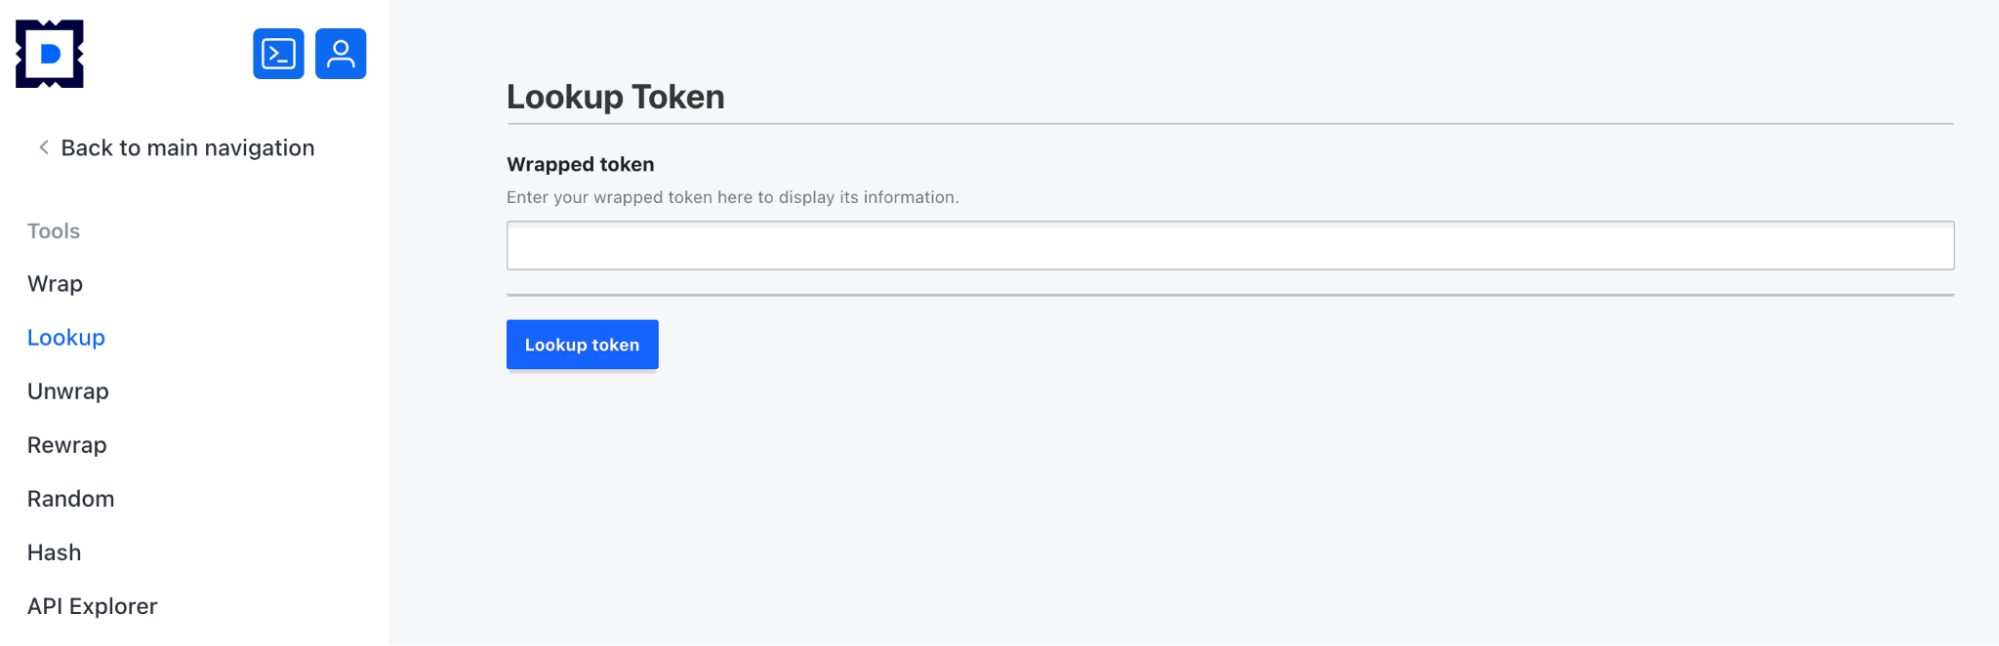 D
Back to main navigation
Tools
Wrap
Lookup
Unwrap
Rewrap
Random
Hash
API Explorer
Lookup Token
Wrapped token
Enter your wrapped token here to display its information.
Lookup token